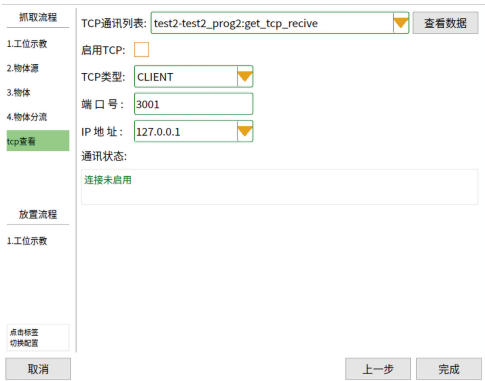 抓取流程
1.工位示教
2.物体源
3.物体
4.物体分流
tcp查看
放置流程
1.工位示教
点击标签
切换配置
TCP通讯列表: test2-test2_prog2:get_tcp_recive 查看数据
启用TCP:
TCP类型: CLIENT
端 口 号 : 3001
IP 地 址 : 127.0.0.1
通讯状态:
连接未启用
取消 上一步 完成